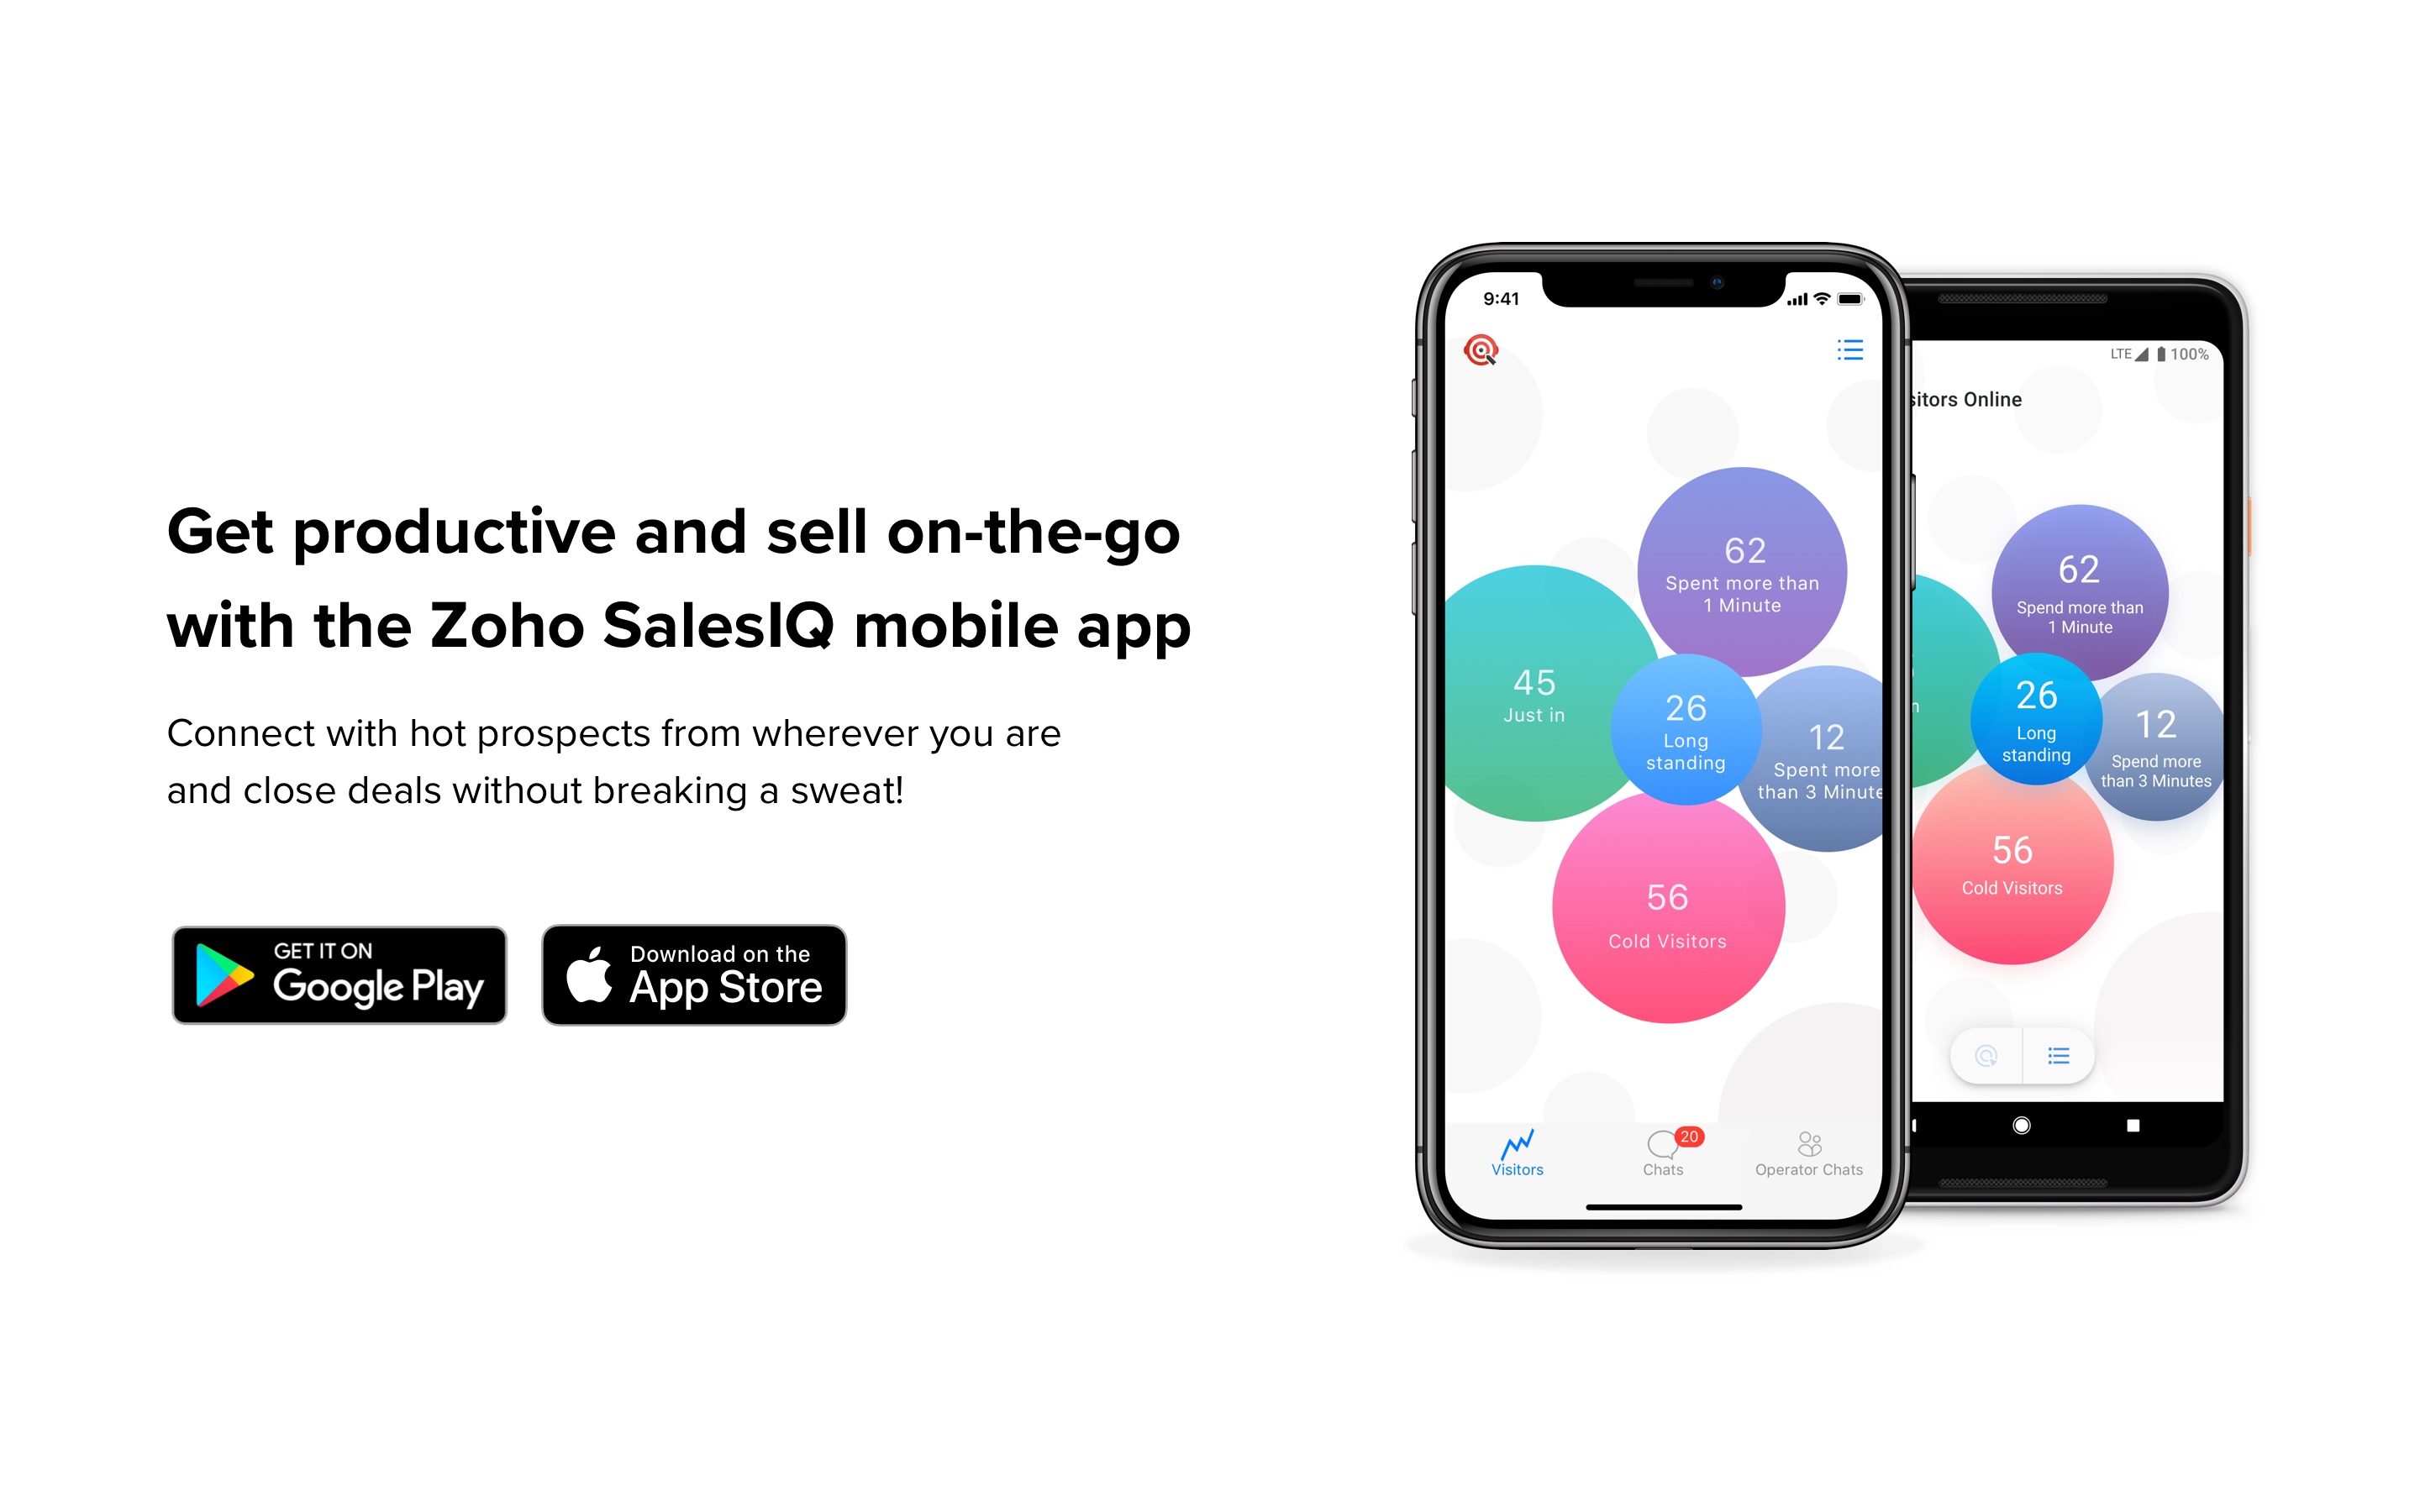 Get productive and sell on-the-go
with the Zoho SalesIQ mobile app
Connect with hot prospects from wherever you are
and close deals without breaking a sweat!
GET IT ON
Google Play
Download on the
App Store
9:41
62
Spent more than
1 Minute
45
Just in
26
Long
standing
12
Spent more
than 3 Minute
56
Cold Visitors
20
Visitors
Chats
Operator Chats
LTE
100%
sitors Online
62
Spend more than
1 Minute
26
Long
standing
12
Spend more
than 3 Minutes
n
56
Cold Visitors